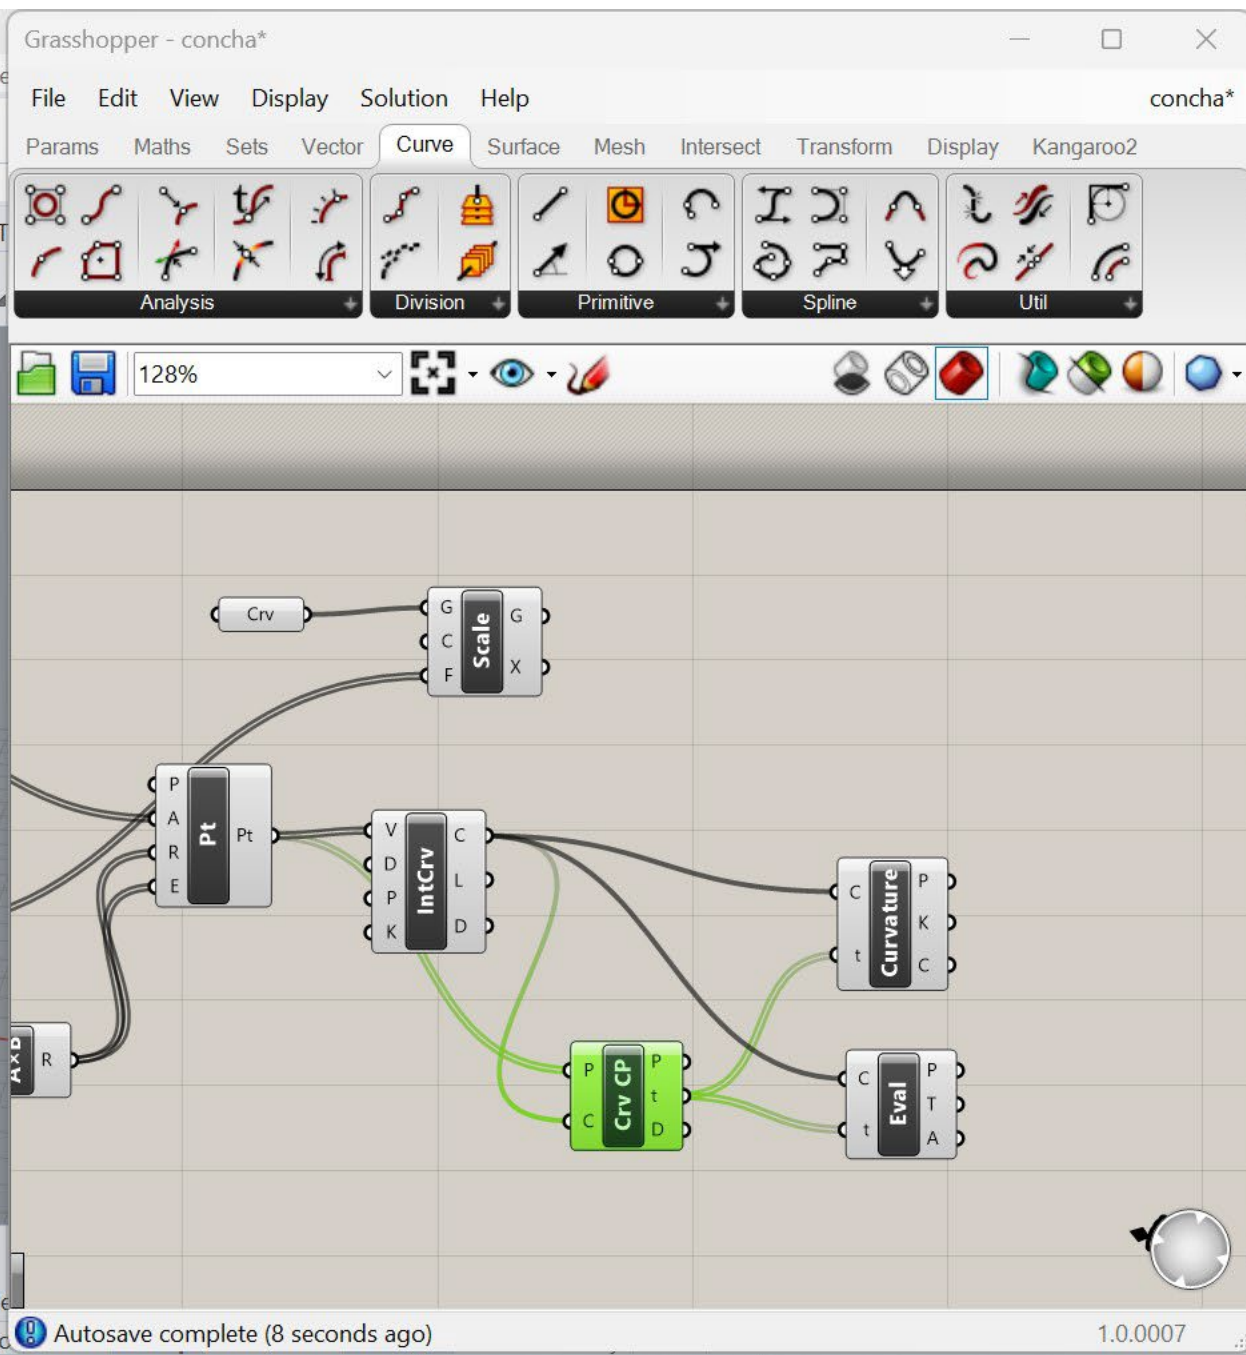 Grasshopper - concha*
File Edit View Display Solution Help concha*
Params Maths Sets Vector Curve Surface Mesh Intersect Transform Display Kangaroo2
Analysis Division Primitive Spline Util
128%
Crv
G C F Scale G X
P A R E Pt Pt
V D P K IntCrv C L D
C t Curvature P K C
A×B R
P C Crv CP P t D
C t Eval P T A
Autosave complete (8 seconds ago) 1.0.0007